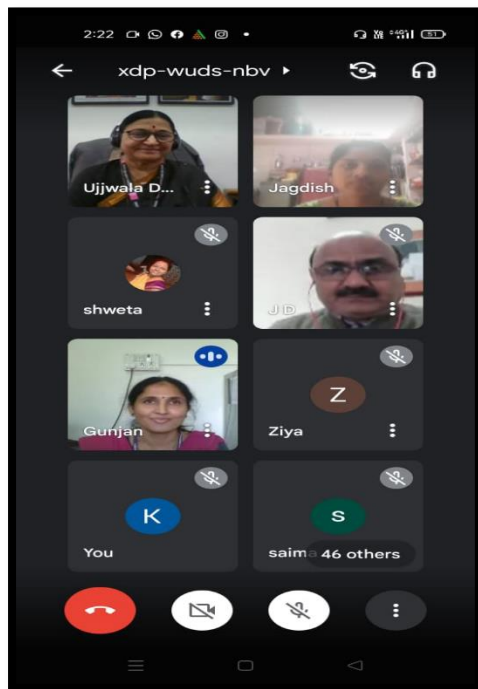 2:22
51
xdp-wuds-nbv
Ujjwala D...
Jagdish
shweta
J D
Gunjan
Z
Ziya
K
You
S
saima
46 others